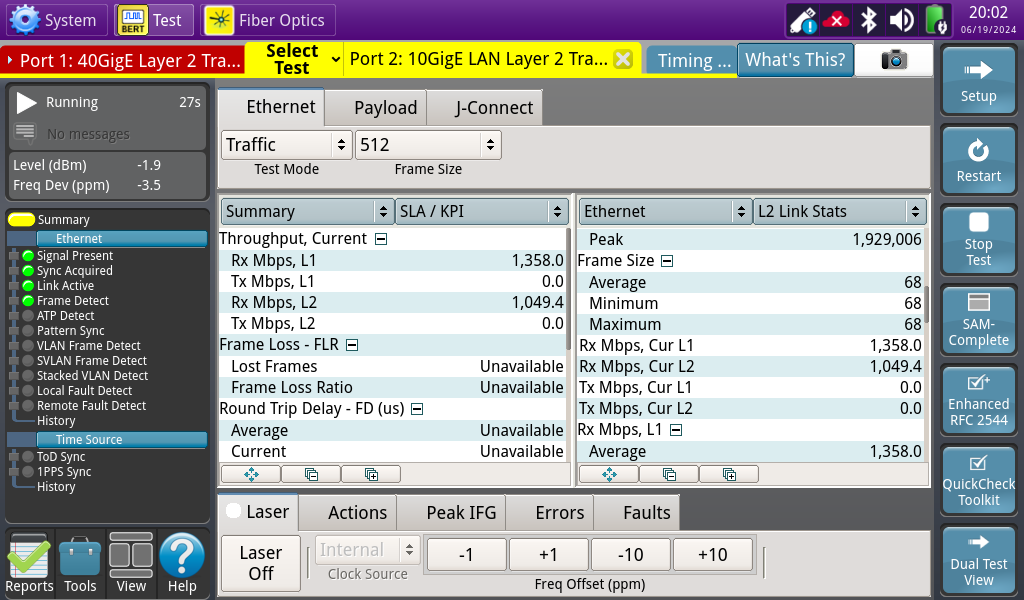 System
BERT
Test
Fiber Optics
20:02
06/19/2024
Port 1: 40GigE Layer 2 Tra...
Select
Test
Port 2: 10GigE LAN Layer 2 Tra...
Timing ...
What's This?
Running
27s
No messages
Level (dBm) -1.9
Freq Dev (ppm) -3.5
Summary
Ethernet
Signal Present
Sync Acquired
Link Active
Frame Detect
ATP Detect
Pattern Sync
VLAN Frame Detect
SVLAN Frame Detect
Stacked VLAN Detect
Local Fault Detect
Remote Fault Detect
History
Time Source
ToD Sync
1PPS Sync
History
Reports
Tools
View
Help
Ethernet
Payload
J-Connect
Traffic
512
Test Mode
Frame Size
Summary
SLA / KPI
Throughput, Current
Rx Mbps, L1 1,358.0
Tx Mbps, L1 0.0
Rx Mbps, L2 1,049.4
Tx Mbps, L2 0.0
Frame Loss - FLR
Lost Frames Unavailable
Frame Loss Ratio Unavailable
Round Trip Delay - FD (us)
Average Unavailable
Current Unavailable
Ethernet
L2 Link Stats
Peak 1,929,006
Frame Size
Average 68
Minimum 68
Maximum 68
Rx Mbps, Cur L1 1,358.0
Rx Mbps, Cur L2 1,049.4
Tx Mbps, Cur L1 0.0
Tx Mbps, Cur L2 0.0
Rx Mbps, L1
Average 1,358.0
Laser
Actions
Peak IFG
Errors
Faults
Laser
Off
Internal
Clock Source
-1
+1
-10
+10
Freq Offset (ppm)
Setup
Restart
Stop
Test
SAM-
Complete
Enhanced
RFC 2544
QuickCheck
Toolkit
Dual Test
View